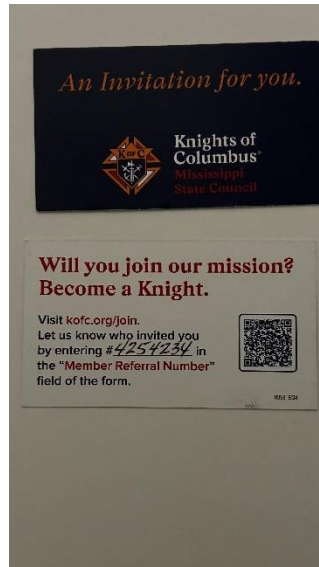 An Invitation for you.
K OF C
Knights of
Columbus®
Mississippi
State Council
Will you join our mission?
Become a Knight.
Visit kofc.org/join.
Let us know who invited you
by entering #4254234 in
the "Member Referral Number"
field of the form.